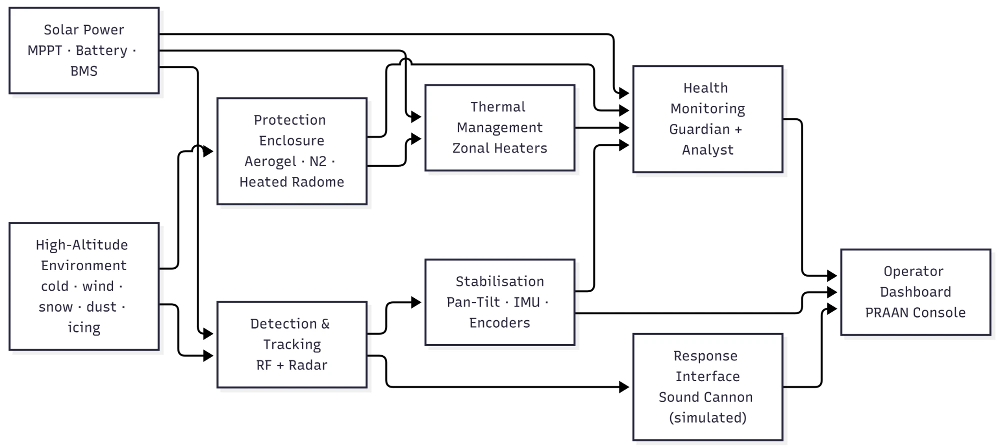 Solar Power
MPPT · Battery ·
BMS
Protection
Enclosure
Aerogel · N2 ·
Heated Radome
Thermal
Management
Zonal Heaters
Health
Monitoring
Guardian +
Analyst
High-Altitude
Environment
cold · wind ·
snow · dust ·
icing
Detection &
Tracking
RF + Radar
Stabilisation
Pan-Tilt · IMU ·
Encoders
Response
Interface
Sound Cannon
(simulated)
Operator
Dashboard
PRAAN Console